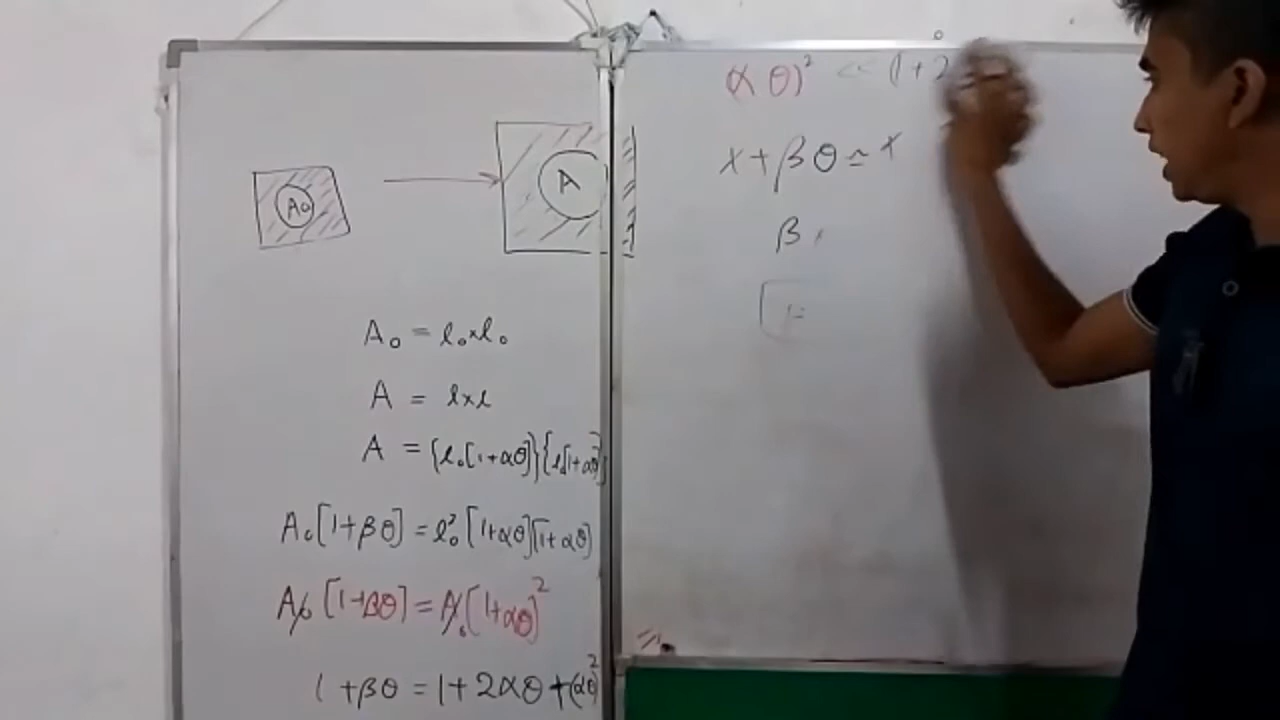 A₀
A
A₀ = l₀×l₀
A = l×l
A = {l₀[1+αθ]}{l₀[1+αθ]}
A₀[1+βθ] = l₀²[1+αθ][1+αθ]
A₀[1+βθ] = A₀[1+αθ]²
1 +βθ = 1+2αθ+(αθ)²
(αθ)² << (1+2
1+βθ ≃ 1
β